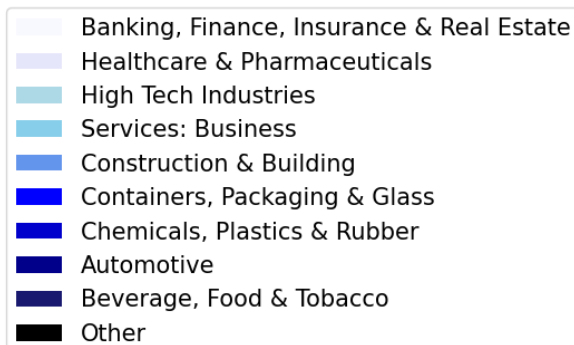 Banking, Finance, Insurance & Real Estate
Healthcare & Pharmaceuticals
High Tech Industries
Services: Business
Construction & Building
Containers, Packaging & Glass
Chemicals, Plastics & Rubber
Automotive
Beverage, Food & Tobacco
Other